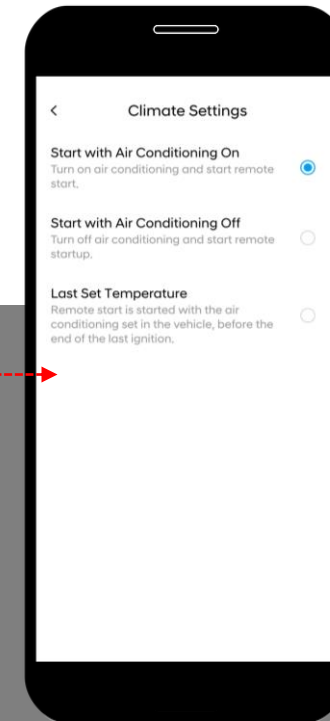 Climate Settings
Start with Air Conditioning On
Turn on air conditioning and start remote
start.
Start with Air Conditioning Off
Turn off air conditioning and start remote
startup.
Last Set Temperature
Remote start is started with the air
conditioning set in the vehicle, before the
end of the last ignition.